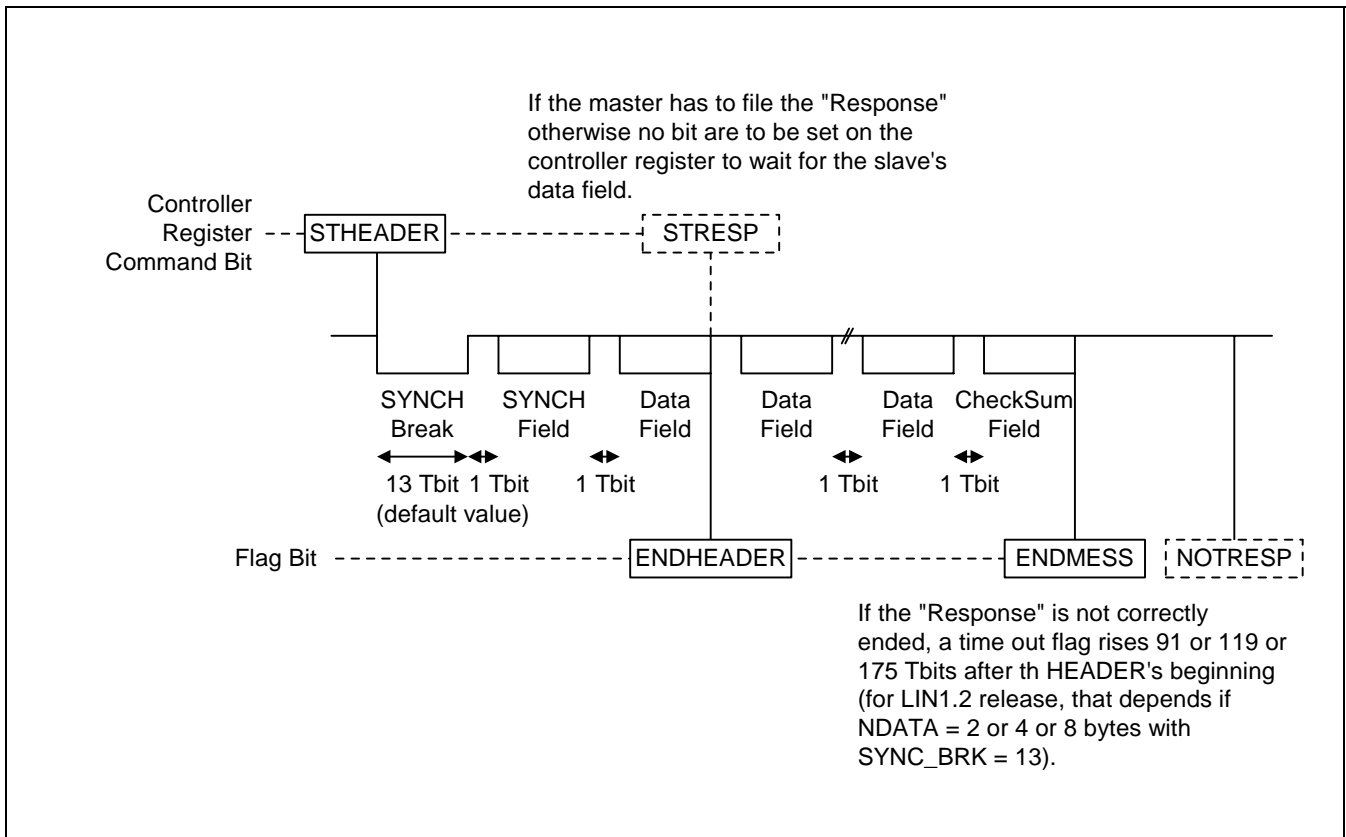 If the master has to file the "Response"
otherwise no bit are to be set on the
controller register to wait for the slave's
data field.
Controller
Register
Command Bit
STHEADER
STRESP
SYNCH
Break
SYNCH
Field
Data
Field
Data
Field
Data
Field
CheckSum
Field
13 Tbit
(default value)
1 Tbit
1 Tbit
1 Tbit
1 Tbit
Flag Bit
ENDHEADER
ENDMESS
NOTRESP
If the "Response" is not correctly
ended, a time out flag rises 91 or 119 or
175 Tbits after th HEADER's beginning
(for LIN1.2 release, that depends if
NDATA = 2 or 4 or 8 bytes with
SYNC_BRK = 13).